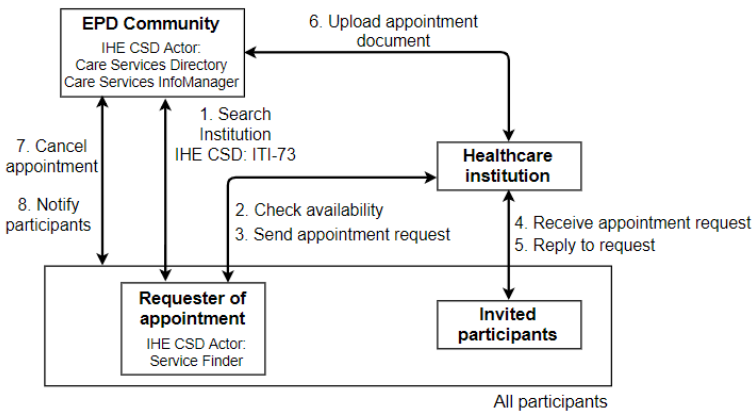 EPD Community
IHE CSD Actor:
Care Services Directory
Care Services InfoManager
6. Upload appointment
document
1. Search
Institution
IHE CSD: ITI-73
7. Cancel
appointment
8. Notify
participants
Healthcare
institution
2. Check availability
3. Send appointment request
4. Receive appointment request
5. Reply to request
Requester of
appointment
IHE CSD Actor:
Service Finder
Invited
participants
All participants